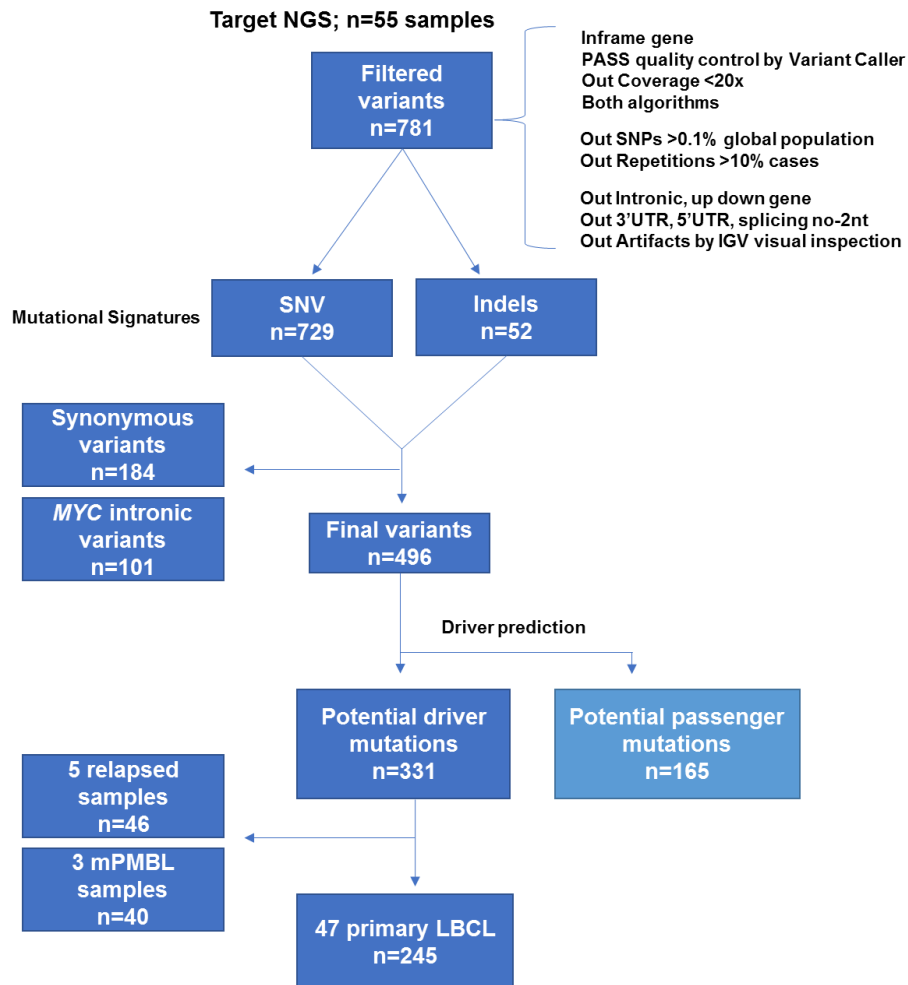 Target NGS; n=55 samples
Filtered
variants
n=781
Inframe gene
PASS quality control by Variant Caller
Out Coverage <20x
Both algorithms
Out SNPs >0.1% global population
Out Repetitions >10% cases
Out Intronic, up down gene
Out 3'UTR, 5'UTR, splicing no-2nt
Out Artifacts by IGV visual inspection
Mutational Signatures
SNV
n=729
Indels
n=52
Synonymous
variants
n=184
MYC intronic
variants
n=101
Final variants
n=496
Driver prediction
Potential driver
mutations
n=331
Potential passenger
mutations
n=165
5 relapsed
samples
n=46
3 mPMBL
samples
n=40
47 primary LBCL
n=245